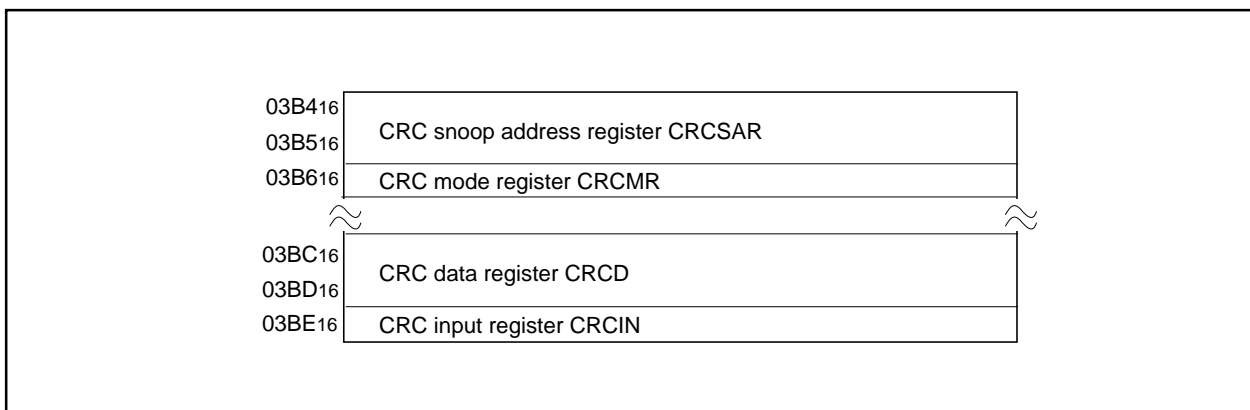 03B416
CRC snoop address register CRCSAR
03B516
03B616
CRC mode register CRCMR
03BC16
CRC data register CRCD
03BD16
03BE16
CRC input register CRCIN